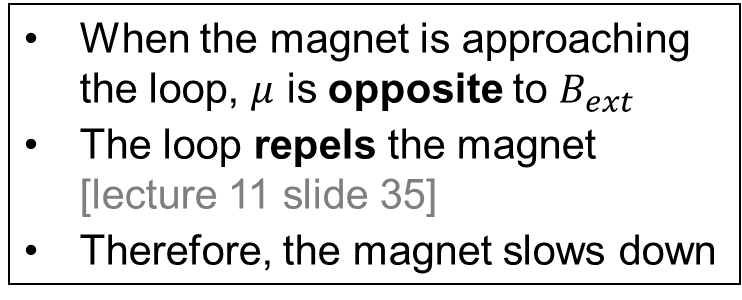 • When the magnet is approaching
the loop, μ is opposite to B_ext
• The loop repels the magnet
[lecture 11 slide 35]
• Therefore, the magnet slows down